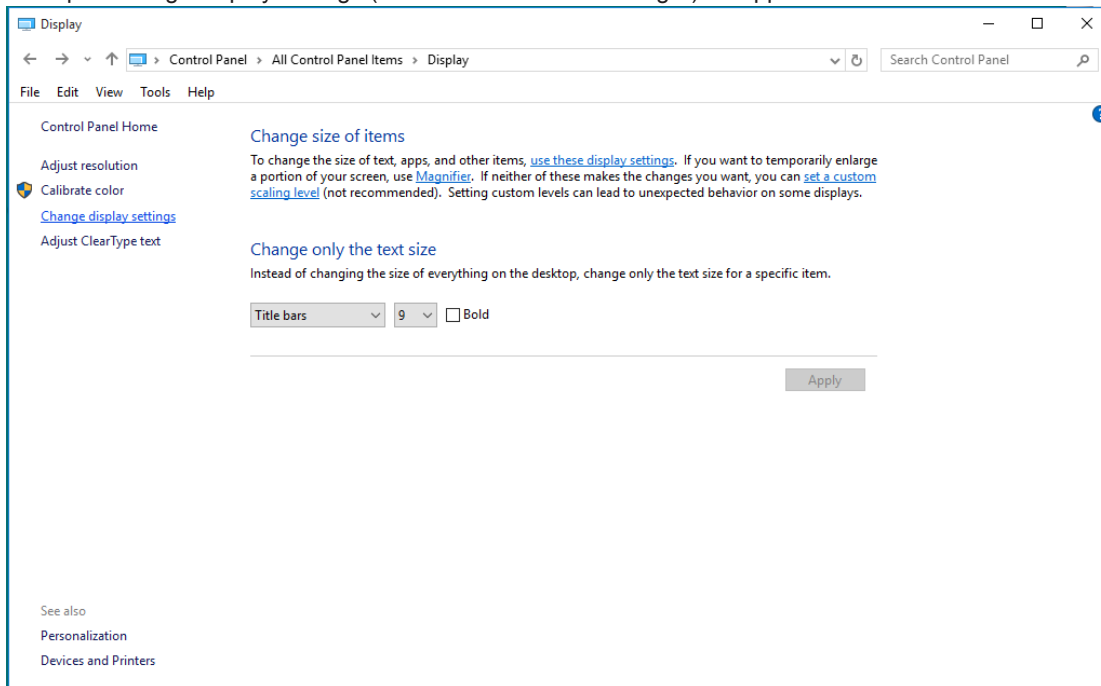 Display
Control Panel > All Control Panel Items > Display
Search Control Panel
File Edit View Tools Help
Control Panel Home
Adjust resolution
Calibrate color
Change display settings
Adjust ClearType text
Change size of items
To change the size of text, apps, and other items, use these display settings. If you want to temporarily enlarge
a portion of your screen, use Magnifier. If neither of these makes the changes you want, you can set a custom
scaling level (not recommended). Setting custom levels can lead to unexpected behavior on some displays.
Change only the text size
Instead of changing the size of everything on the desktop, change only the text size for a specific item.
Title bars 9 Bold
Apply
See also
Personalization
Devices and Printers